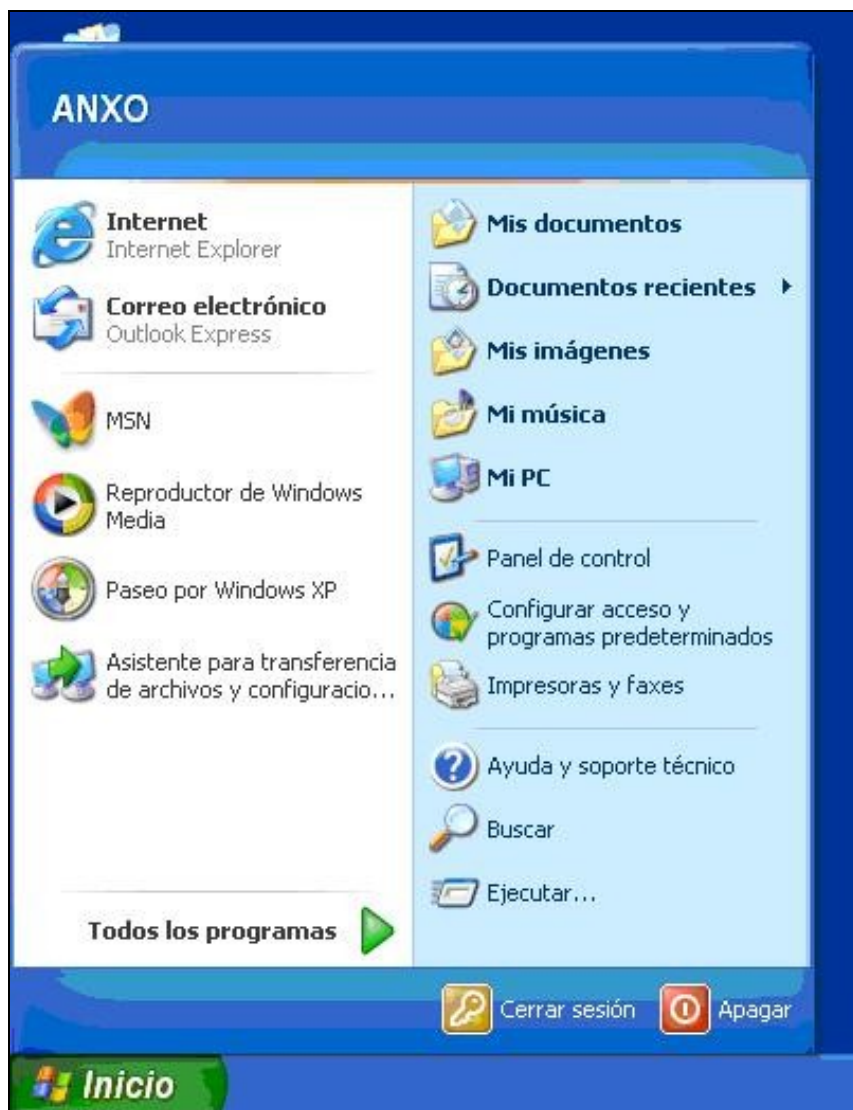 ANXO
Internet
Internet Explorer
Correo electrónico
Outlook Express
MSN
Reproductor de Windows
Media
Paseo por Windows XP
Asistente para transferencia
de archivos y configuracio...
Todos los programas
Mis documentos
Documentos recientes
Mis imágenes
Mi música
Mi PC
Panel de control
Configurar acceso y
programas predeterminados
Impresoras y faxes
Ayuda y soporte técnico
Buscar
Ejecutar...
Cerrar sesión
Apagar
Inicio